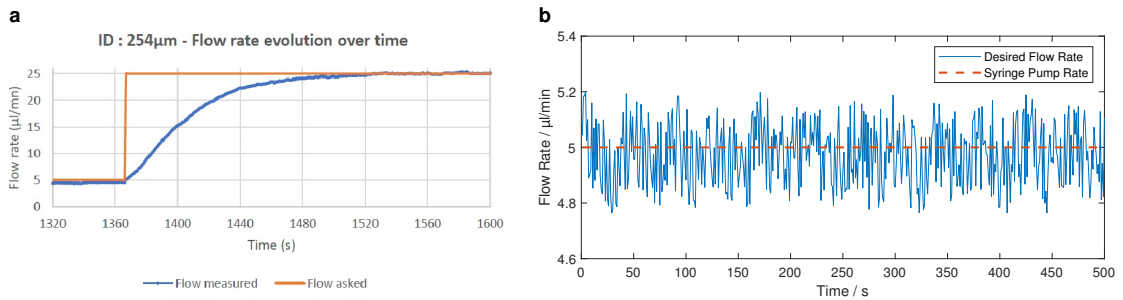 a
ID : 254µm - Flow rate evolution over time
Flow rate (µl/mn)
25
20
15
10
5
0
1320 1360 1400 1440 1480 1520 1560 1600
Time (s)
Flow measured Flow asked
b
Flow Rate / µl/min
5.4
5.2
5
4.8
4.6
Desired Flow Rate
Syringe Pump Rate
0 50 100 150 200 250 300 350 400 450 500
Time / s